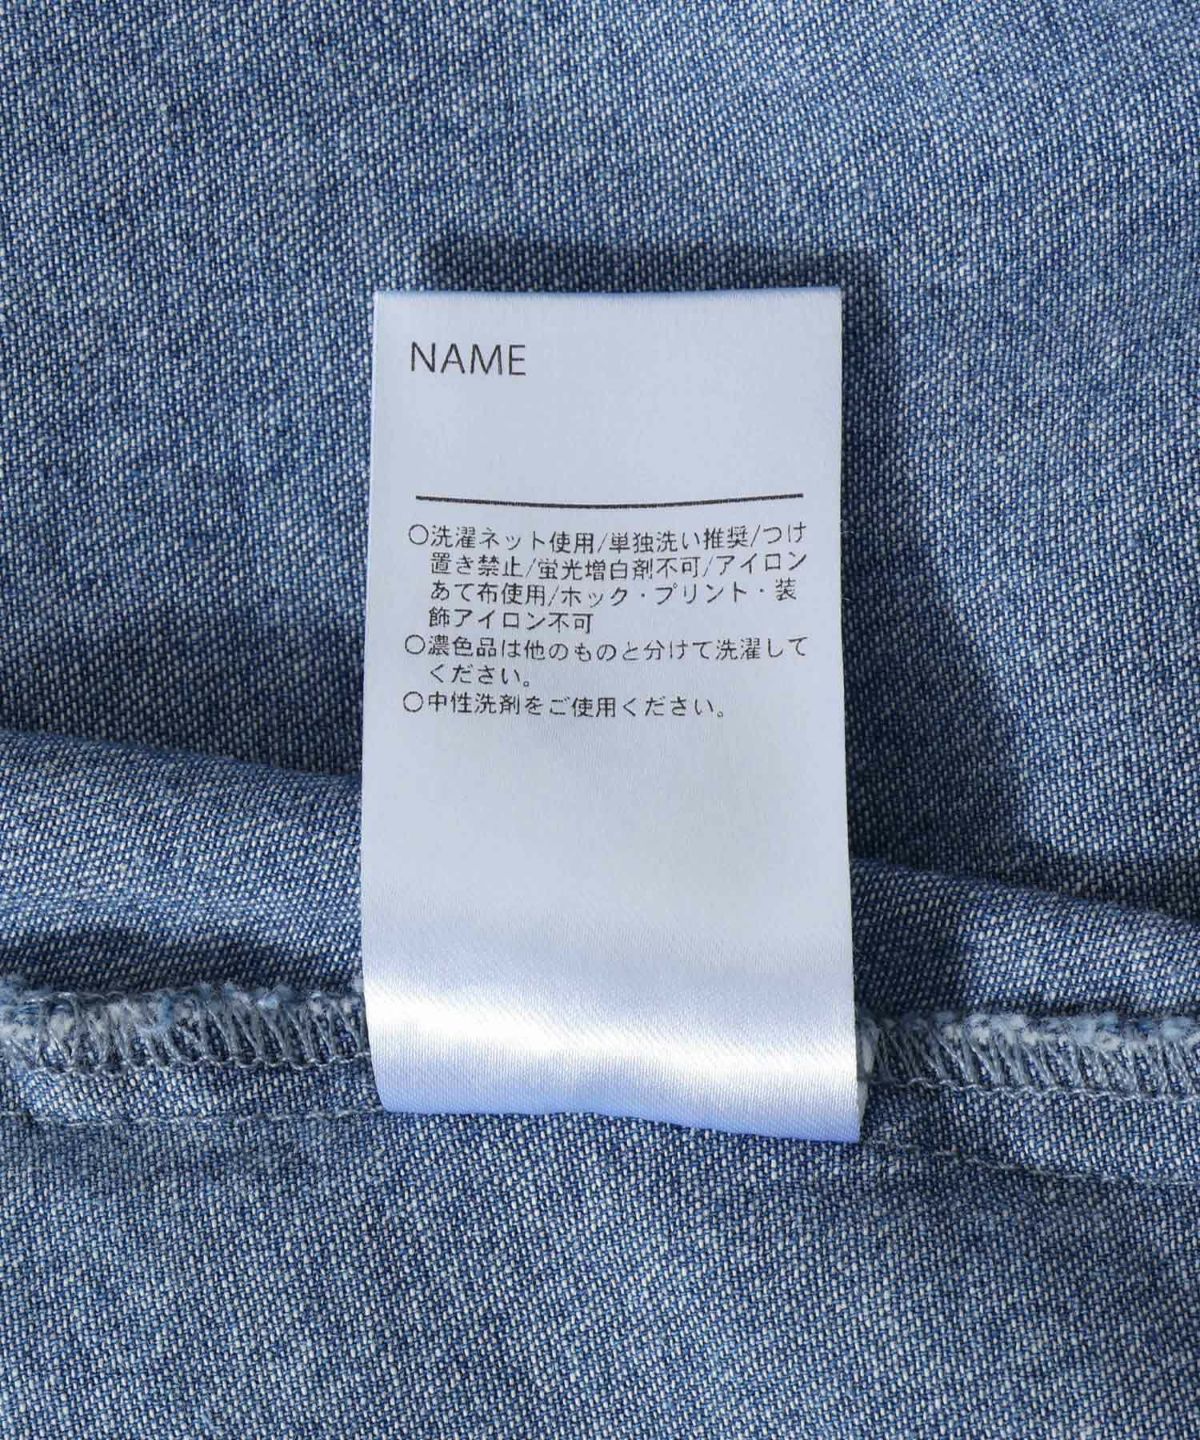 NAME
○洗濯ネット使用/単独洗い推奨/つけ
置き禁止/蛍光増白剤不可/アイロン
あて布使用/ホック・プリント・装
飾アイロン不可
○濃色品は他のものと分けて洗濯して
ください。
○中性洗剤をご使用ください。